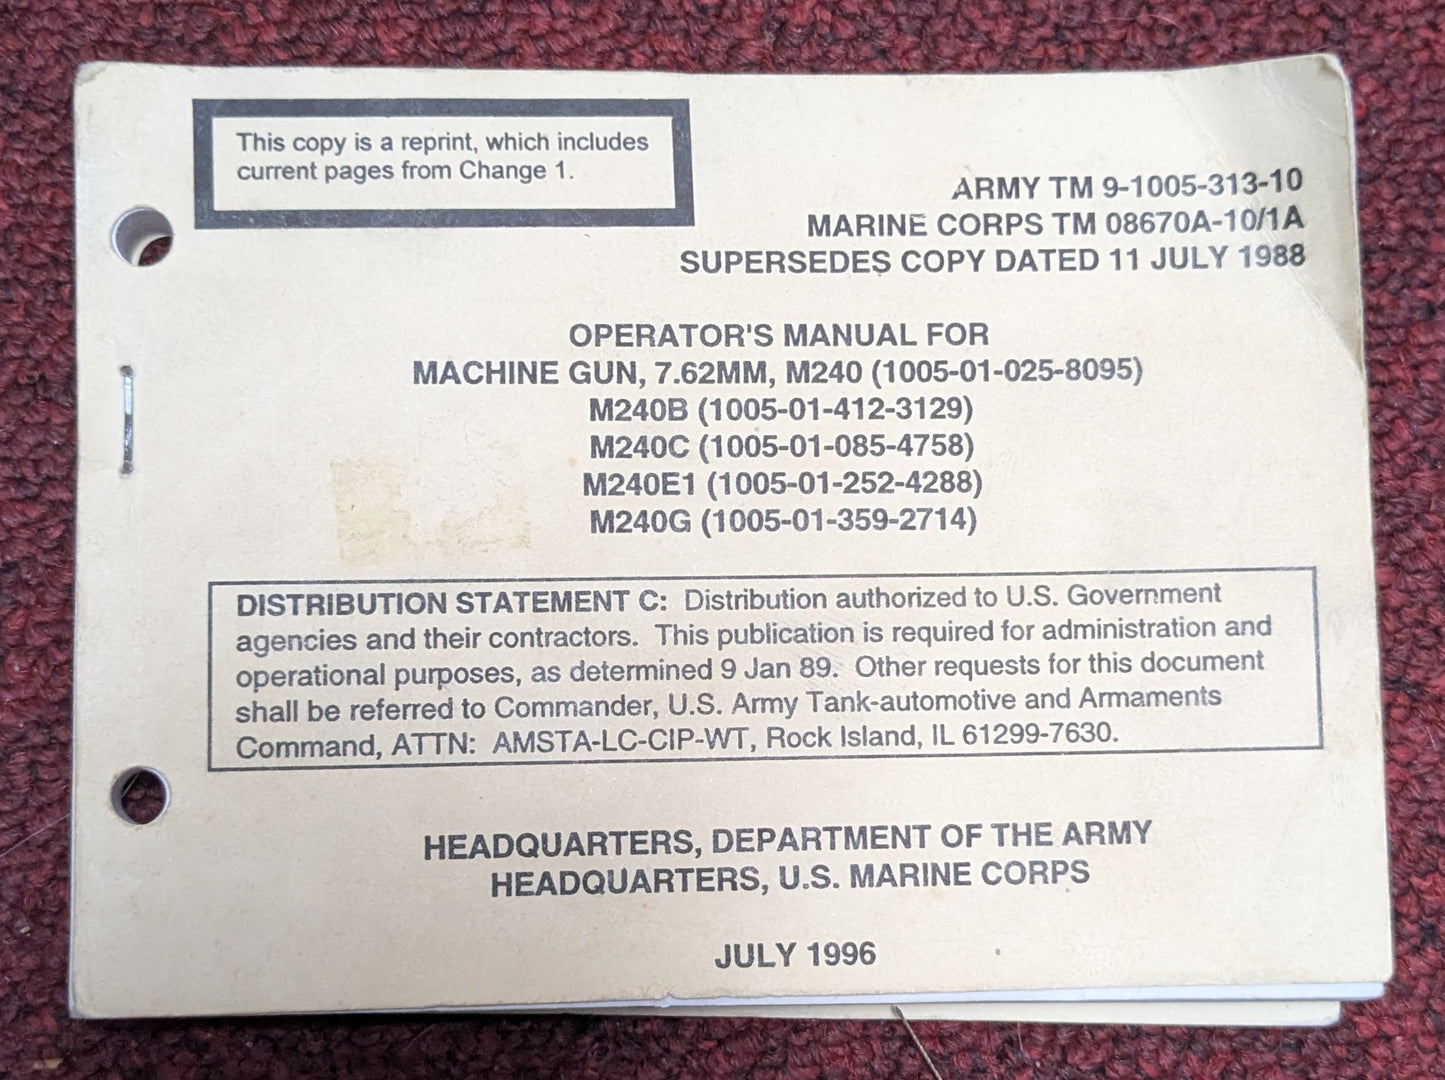 This copy is a reprint, which includes
current pages from Change 1.
ARMY TM 9-1005-313-10
MARINE CORPS TM 08670A-10/1A
SUPERSEDES COPY DATED 11 JULY 1988
OPERATOR'S MANUAL FOR
MACHINE GUN, 7.62MM, M240 (1005-01-025-8095)
M240B (1005-01-412-3129)
M240C (1005-01-085-4758)
M240E1 (1005-01-252-4288)
M240G (1005-01-359-2714)
DISTRIBUTION STATEMENT C: Distribution authorized to U.S. Government
agencies and their contractors. This publication is required for administration and
operational purposes, as determined 9 Jan 89. Other requests for this document
shall be referred to Commander, U.S. Army Tank-automotive and Armaments
Command, ATTN: AMSTA-LC-CIP-WT, Rock Island, IL 61299-7630.
HEADQUARTERS, DEPARTMENT OF THE ARMY
HEADQUARTERS, U.S. MARINE CORPS
JULY 1996